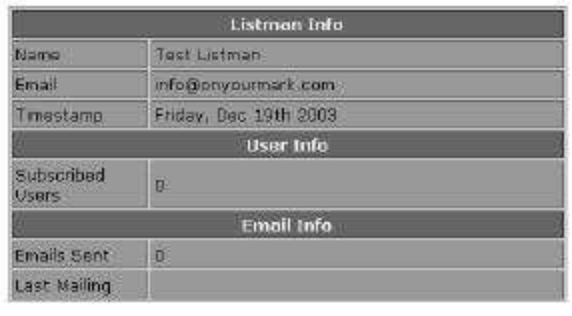 Listman Info
Name Test Listman
Email info@onyourmark.com
Timestamp Friday, Dec 19th 2003
User Info
Subscribed
Users 0
Email Info
Emails Sent 0
Last Mailing